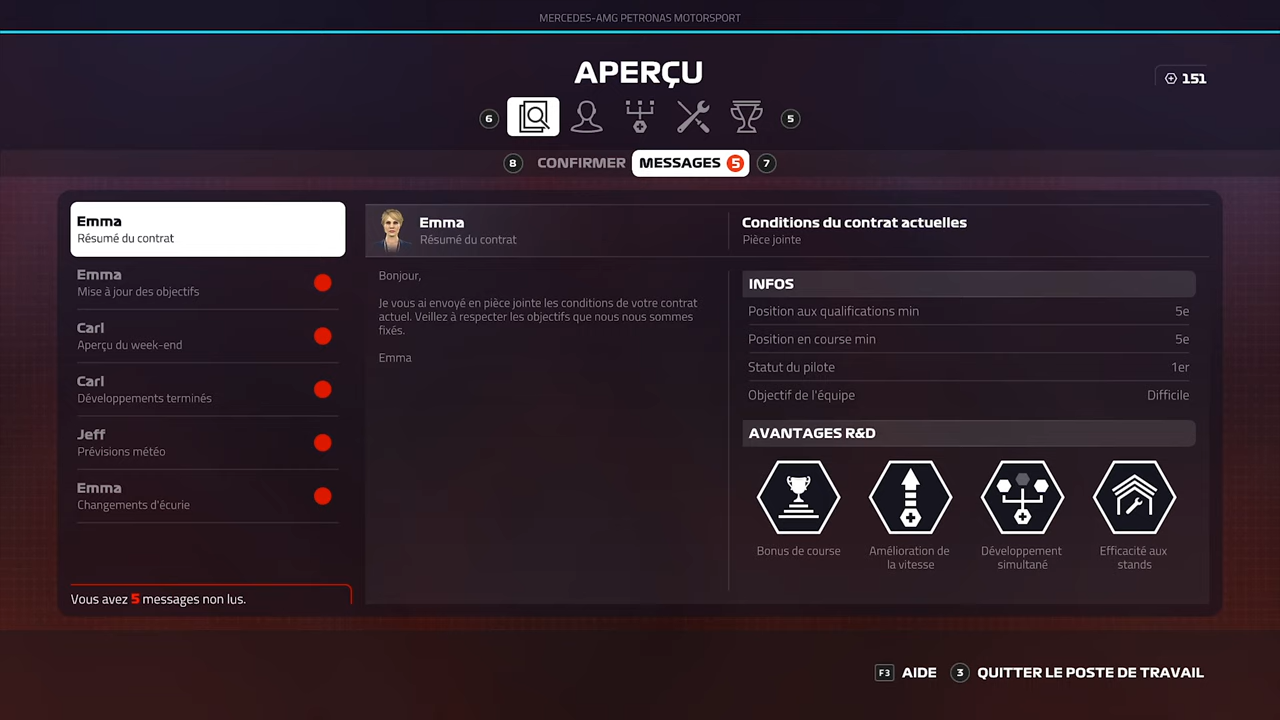 MERCEDES-AMG PETRONAS MOTORSPORT
APERÇU
151
6
5
8
CONFIRMER
MESSAGES 5
7
Emma
Résumé du contrat
Emma
Mise à jour des objectifs
Carl
Aperçu du week-end
Carl
Développements terminés
Jeff
Prévisions météo
Emma
Changements d'écurie
Vous avez 5 messages non lus.
Emma
Résumé du contrat
Bonjour,
Je vous ai envoyé en pièce jointe les conditions de votre contrat
actuel. Veillez à respecter les objectifs que nous nous sommes
fixés.
Emma
Conditions du contrat actuelles
Pièce jointe
INFOS
Position aux qualifications min 5e
Position en course min 5e
Statut du pilote 1er
Objectif de l'équipe Difficile
AVANTAGES R&D
Bonus de course
Amélioration de
la vitesse
Développement
simultané
Efficacité aux
stands
F3 AIDE 3 QUITTER LE POSTE DE TRAVAIL